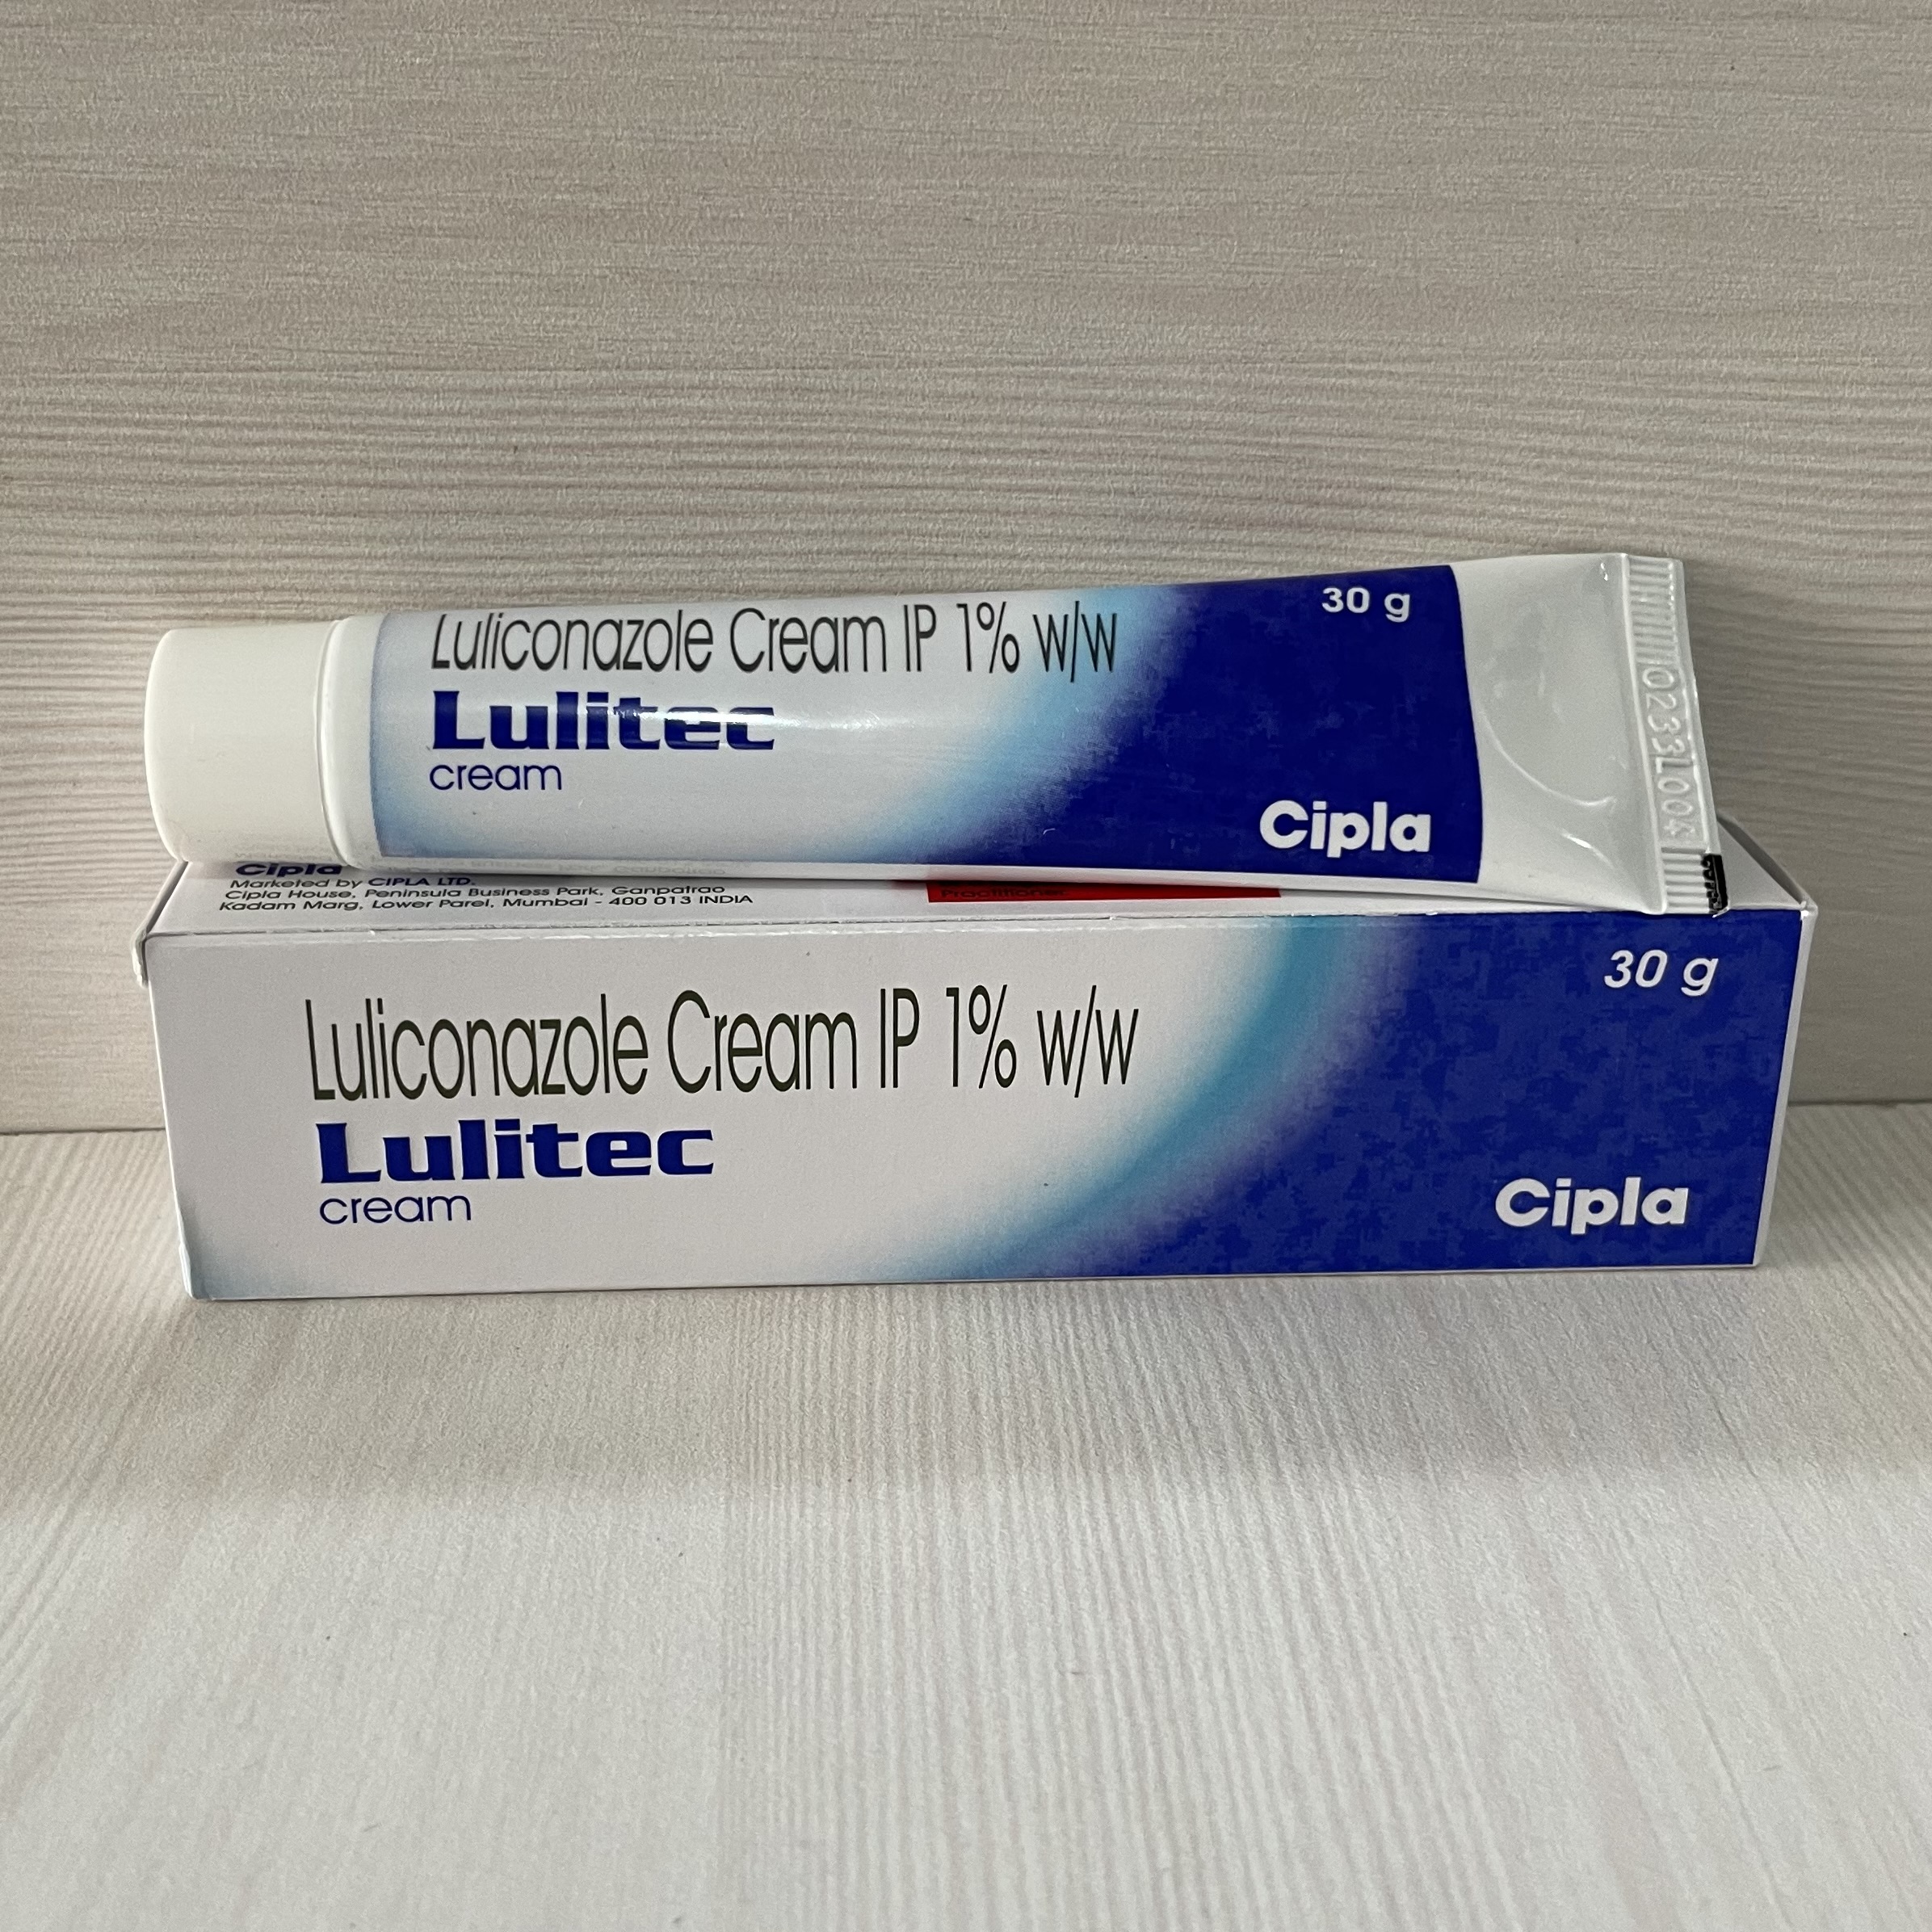 Luliconazole Cream IP 1% w/w
Lulitec
cream
30 g
Cipla
0233L004
Cipla
Marketed by CIPLA LTD.
Cipla House, Peninsula Business Park, Ganpatrao
Kadam Marg, Lower Parel, Mumbai - 400 013 INDIA
Practitioner
Luliconazole Cream IP 1% w/w
Lulitec
cream
30 g
Cipla